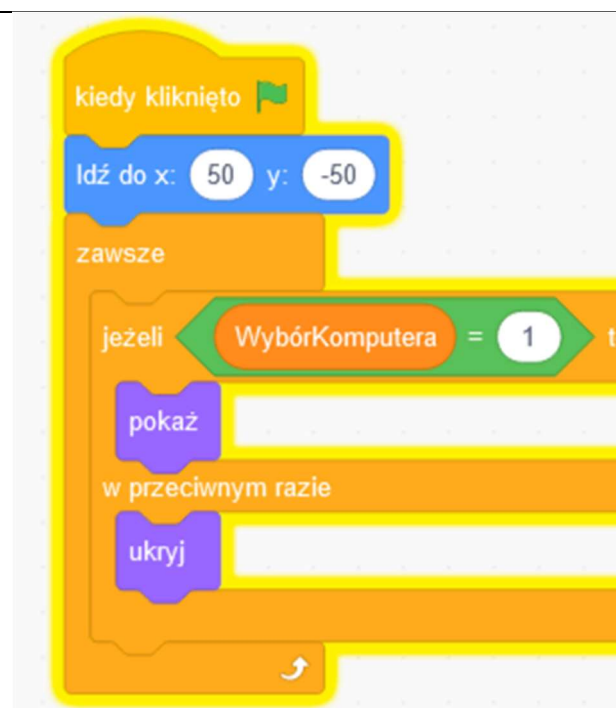 kiedy kliknięto
Idź do x: 50 y: -50
zawsze
jeżeli WybórKomputera = 1 t
pokaż
w przeciwnym razie
ukryj